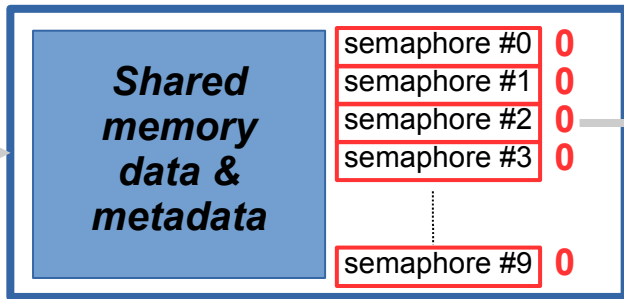 Shared
memory
data &
metadata
semaphore #0 0
semaphore #1 0
semaphore #2 0
semaphore #3 0
semaphore #9 0